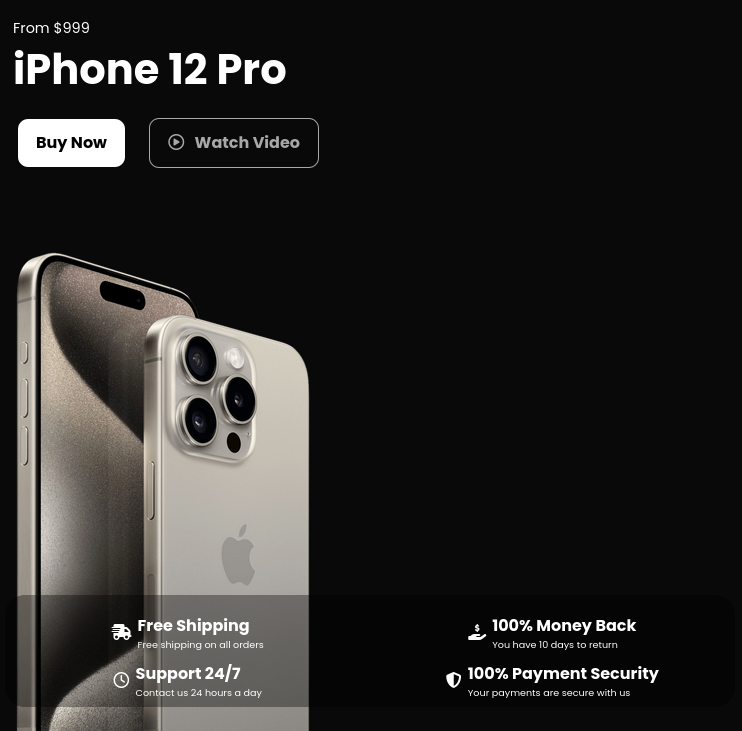 From $999
iPhone 12 Pro
Buy Now
Watch Video
Free Shipping
Free shipping on all orders
100% Money Back
You have 10 days to return
Support 24/7
Contact us 24 hours a day
100% Payment Security
Your payments are secure with us